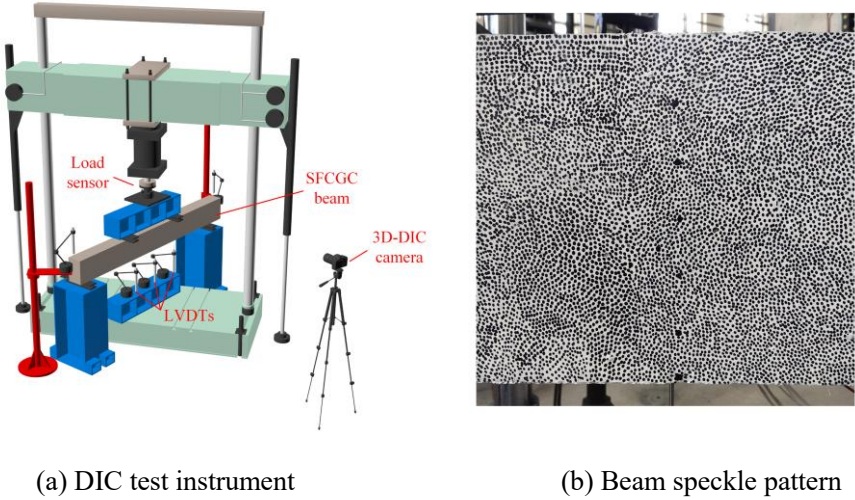 Load
sensor
SFCGC
beam
3D-DIC
camera
LVDTs
(a) DIC test instrument
(b) Beam speckle pattern